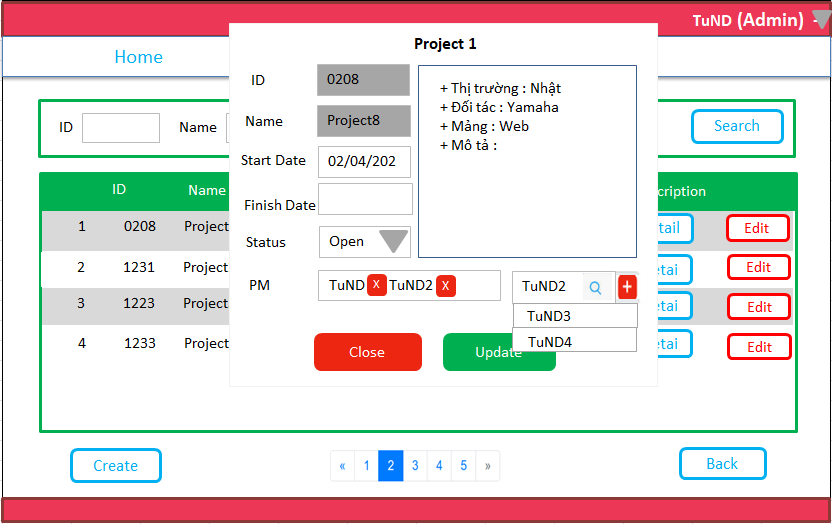 TuND (Admin)
Home
Project 1
ID
0208
+ Thị trường : Nhật
+ Đối tác : Yamaha
+ Mảng : Web
+ Mô tả :
Name
Project8
Start Date
02/04/202
Finish Date
Status
Open
PM
TuND X TuND2 X
TuND2 +
TuND3
TuND4
Close
Update
ID
Name
Search
ID Name cription
1 0208 Project tail Edit
2 1231 Project etai Edit
3 1223 Project etai Edit
4 1233 Project etai Edit
Create
« 1 2 3 4 5 »
Back